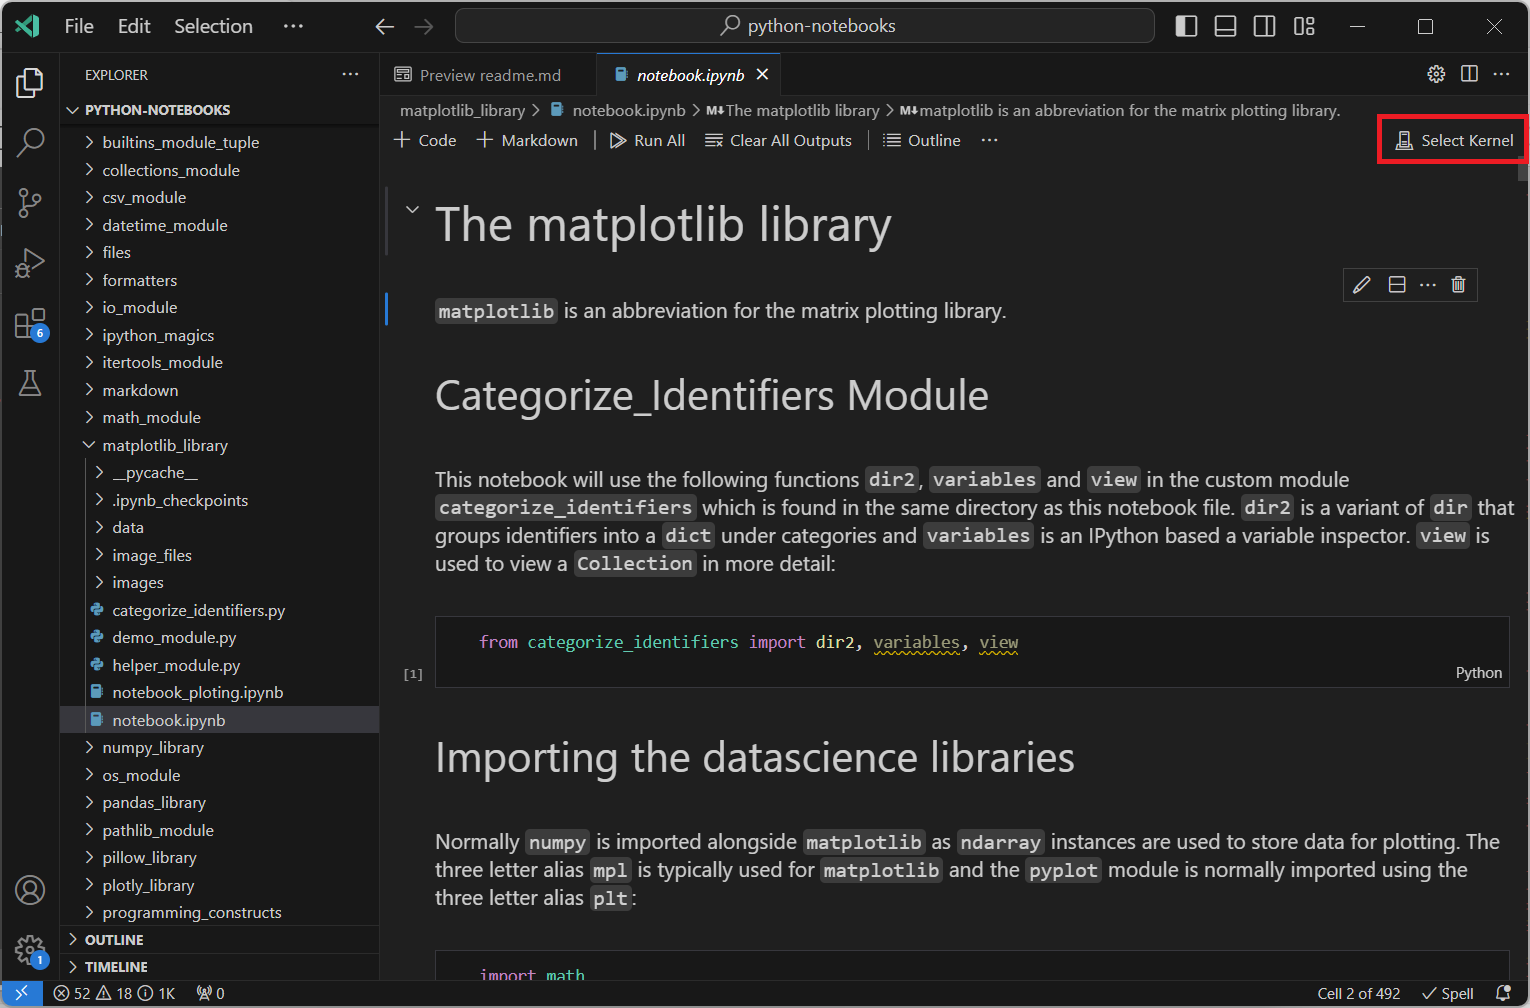 File Edit Selection ···
python-notebooks
EXPLORER
PYTHON-NOTEBOOKS
builtins_module_tuple
collections_module
csv_module
datetime_module
files
formatters
io_module
ipython_magics
itertools_module
markdown
math_module
matplotlib_library
__pycache__
.ipynb_checkpoints
data
image_files
images
categorize_identifiers.py
demo_module.py
helper_module.py
notebook_ploting.ipynb
notebook.ipynb
numpy_library
os_module
pandas_library
pathlib_module
pillow_library
plotly_library
programming_constructs
OUTLINE
TIMELINE
6
1
Preview readme.md
notebook.ipynb
matplotlib_library > notebook.ipynb > M↓The matplotlib library > M↓matplotlib is an abbreviation for the matrix plotting library.
+ Code + Markdown | Run All Clear All Outputs | Outline ··· Select Kernel
The matplotlib library
matplotlib is an abbreviation for the matrix plotting library.
Categorize_Identifiers Module
This notebook will use the following functions dir2, variables and view in the custom module
categorize_identifiers which is found in the same directory as this notebook file. dir2 is a variant of dir that
groups identifiers into a dict under categories and variables is an IPython based a variable inspector. view is
used to view a Collection in more detail:
from categorize_identifiers import dir2, variables, view
[1]
Python
Importing the datascience libraries
Normally numpy is imported alongside matplotlib as ndarray instances are used to store data for plotting. The
three letter alias mpl is typically used for matplotlib and the pyplot module is normally imported using the
three letter alias plt:
import math
52 18 1K 0
Cell 2 of 492 Spell